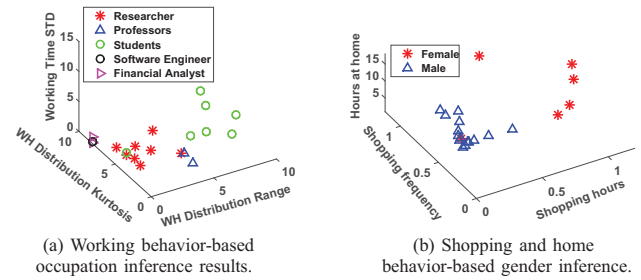 Researcher
Professors
Students
Software Engineer
Financial Analyst
Working Time STD
15
10
5
0
10
5
0
WH Distribution Kurtosis
0
5
10
WH Distribution Range
(a) Working behavior-based
occupation inference results.
Female
Male
Hours at home
15
10
5
1
0.5
0
Shopping frequency
0
0.5
1
Shopping hours
(b) Shopping and home
behavior-based gender inference.